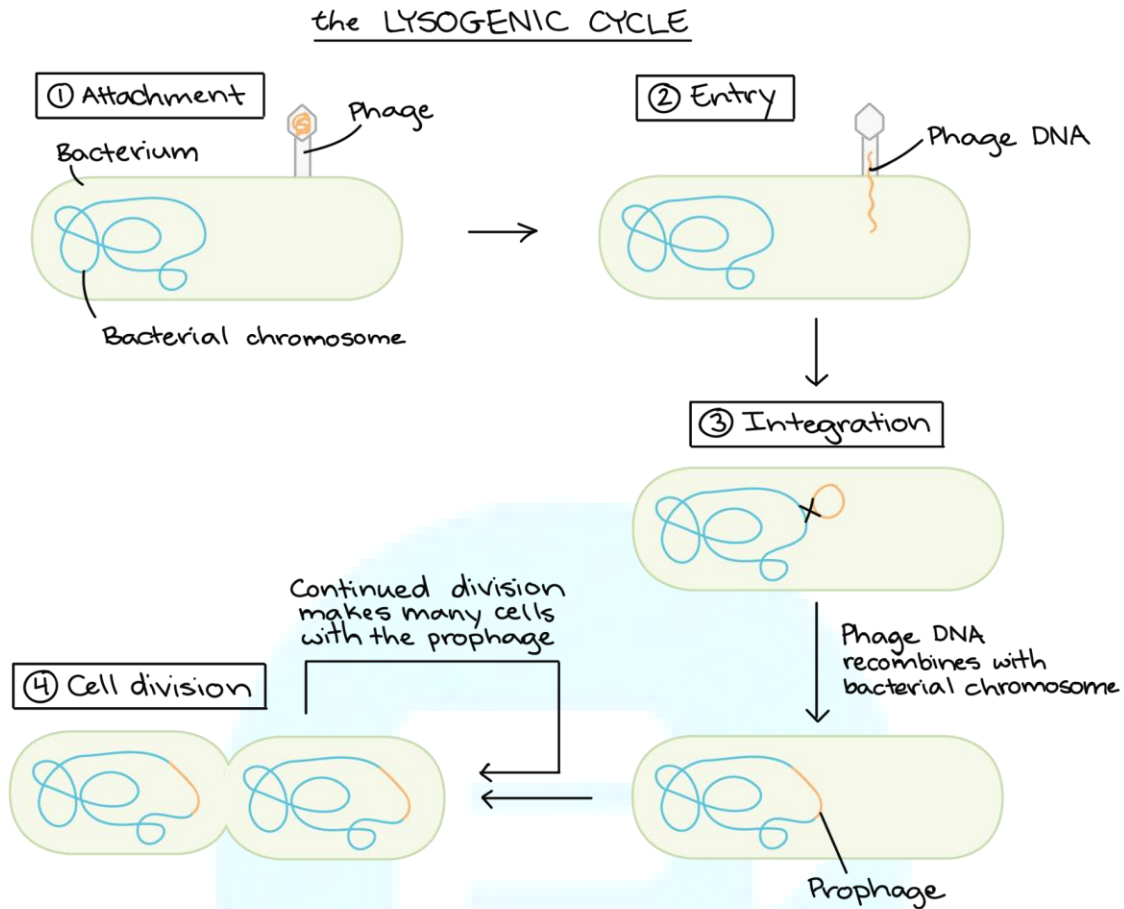 the LYSOGENIC CYCLE
① Attachment
Phage
Bacterium
Bacterial chromosome
② Entry
Phage DNA
③ Integration
Phage DNA
recombines with
bacterial chromosome
Prophage
④ Cell division
Continued division
makes many cells
with the prophage